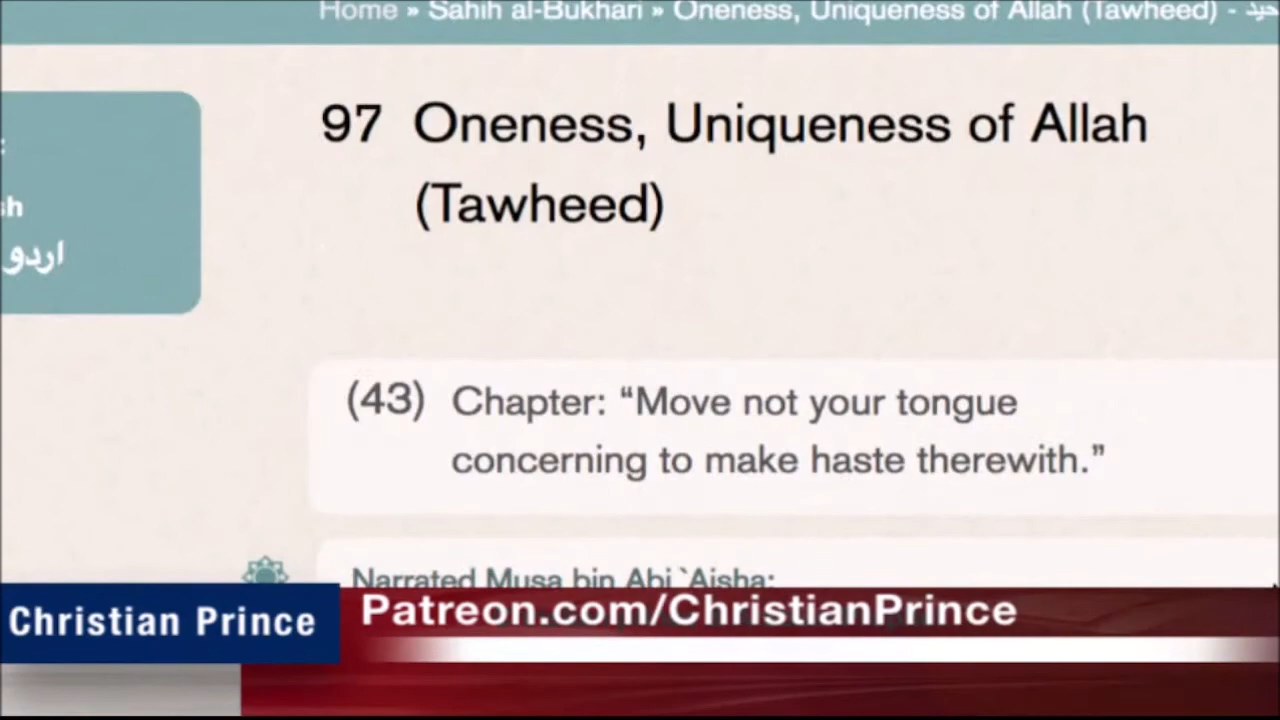 Home » Sahih al-Bukhari » Oneness, Uniqueness of Allah (Tawheed) -
97 Oneness, Uniqueness of Allah
(Tawheed)
اردو
(43) Chapter: “Move not your tongue
concerning to make haste therewith.”
Narrated Musa bin Abi `Aisha:
Christian Prince
Patreon.com/ChristianPrince